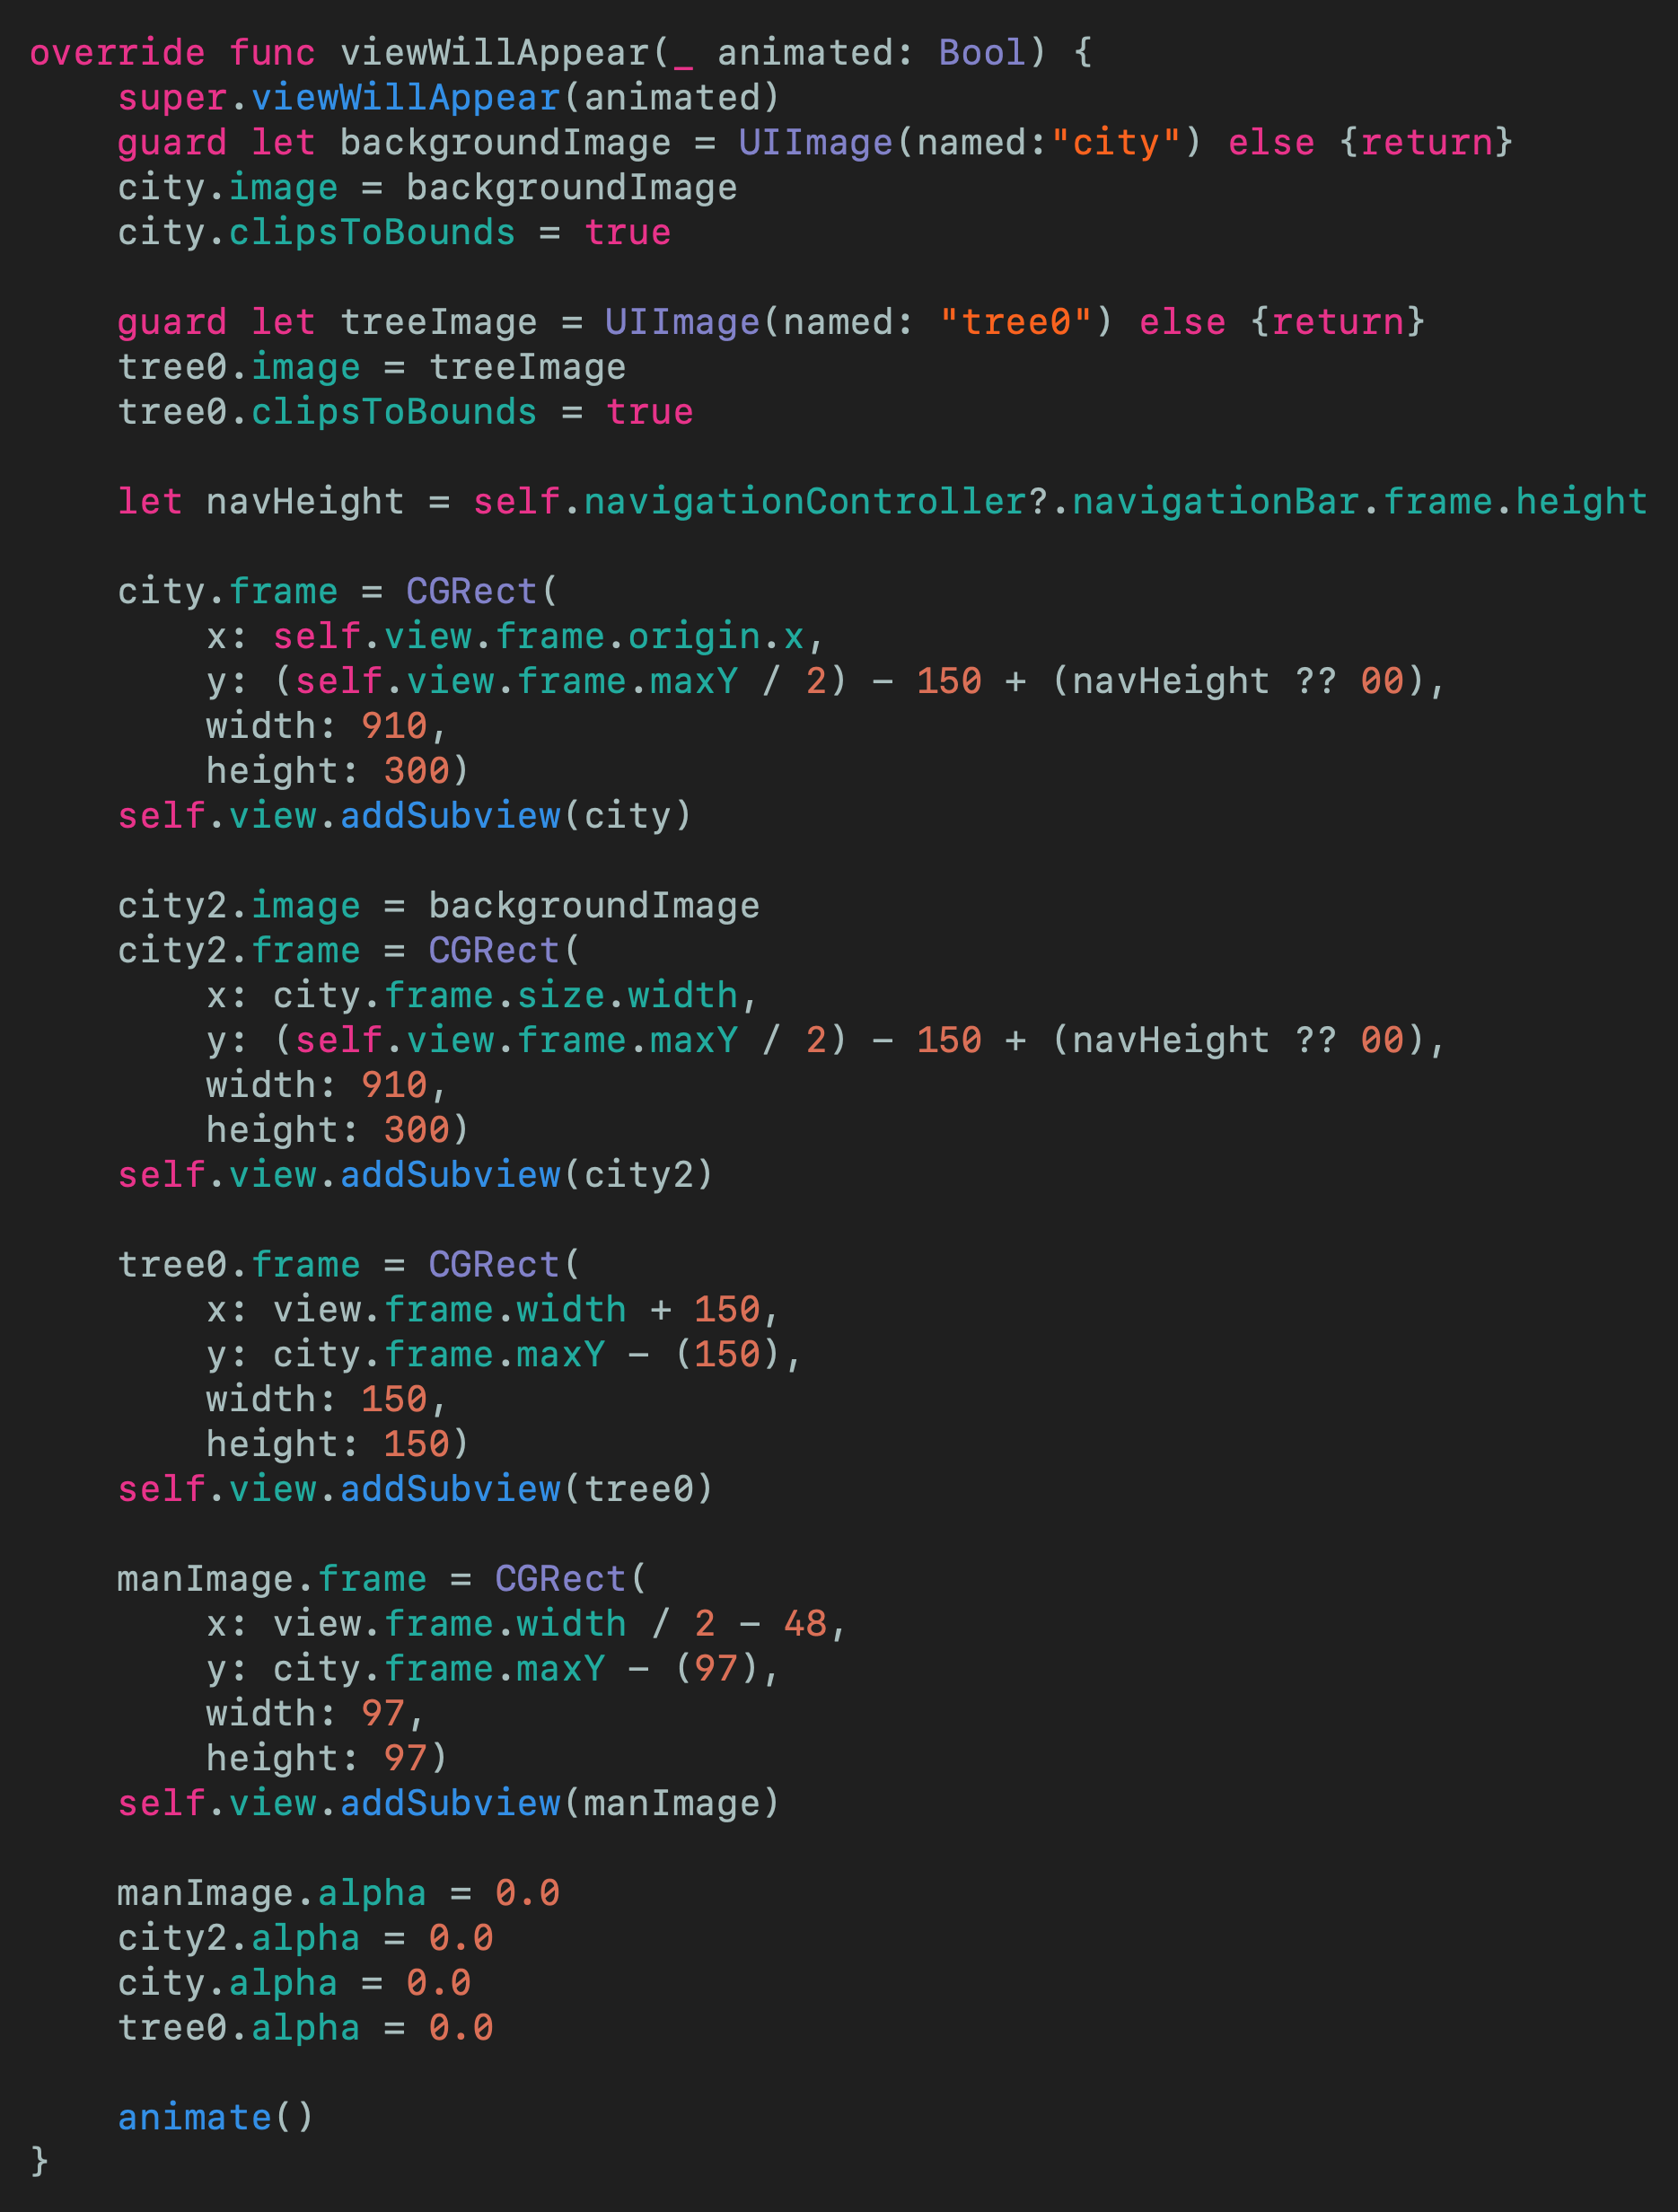 override func viewWillAppear(_ animated: Bool) {
    super.viewWillAppear(animated)
    guard let backgroundImage = UIImage(named:"city") else {return}
    city.image = backgroundImage
    city.clipsToBounds = true

    guard let treeImage = UIImage(named: "tree0") else {return}
    tree0.image = treeImage
    tree0.clipsToBounds = true

    let navHeight = self.navigationController?.navigationBar.frame.height

    city.frame = CGRect(
        x: self.view.frame.origin.x,
        y: (self.view.frame.maxY / 2) - 150 + (navHeight ?? 00),
        width: 910,
        height: 300)
    self.view.addSubview(city)

    city2.image = backgroundImage
    city2.frame = CGRect(
        x: city.frame.size.width,
        y: (self.view.frame.maxY / 2) - 150 + (navHeight ?? 00),
        width: 910,
        height: 300)
    self.view.addSubview(city2)

    tree0.frame = CGRect(
        x: view.frame.width + 150,
        y: city.frame.maxY - (150),
        width: 150,
        height: 150)
    self.view.addSubview(tree0)

    manImage.frame = CGRect(
        x: view.frame.width / 2 - 48,
        y: city.frame.maxY - (97),
        width: 97,
        height: 97)
    self.view.addSubview(manImage)

    manImage.alpha = 0.0
    city2.alpha = 0.0
    city.alpha = 0.0
    tree0.alpha = 0.0

    animate()
}